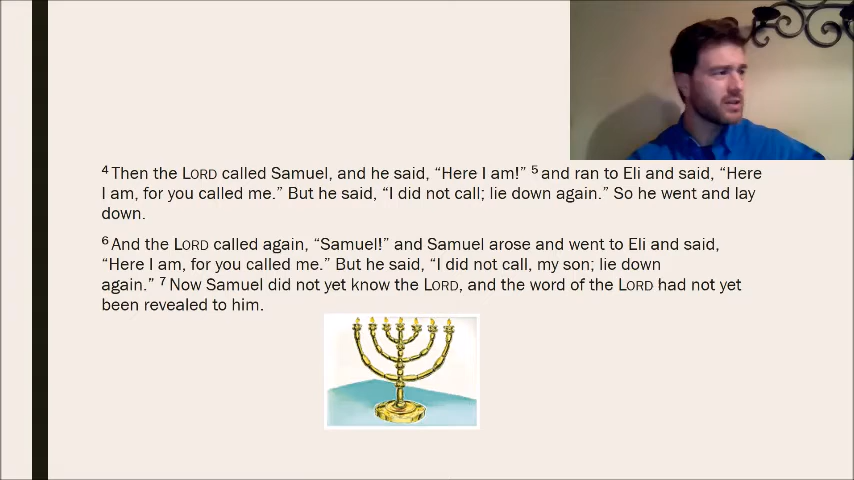 4 Then the LORD called Samuel, and he said, “Here I am!” 5 and ran to Eli and said, “Here
I am, for you called me.” But he said, “I did not call; lie down again.” So he went and lay
down.
6 And the LORD called again, “Samuel!” and Samuel arose and went to Eli and said,
“Here I am, for you called me.” But he said, “I did not call, my son; lie down
again.” 7 Now Samuel did not yet know the LORD, and the word of the LORD had not yet
been revealed to him.